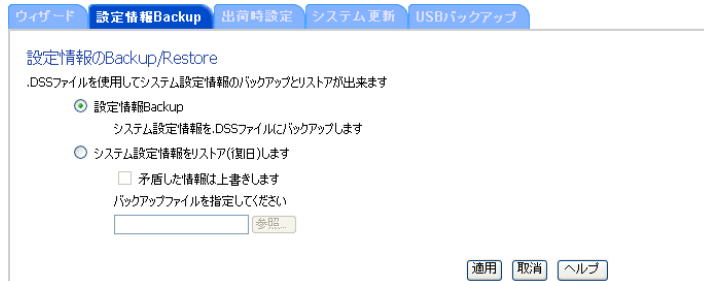 ウィザード 設定情報Backup 出荷時設定 システム更新 USBバックアップ
設定情報のBackup/Restore
.DSSファイルを使用してシステム設定情報のバックアップとリストアが出来ます
設定情報Backup
システム設定情報を.DSSファイルにバックアップします
システム設定情報をリストア(復旧)します
矛盾した情報は上書きします
バックアップファイルを指定してください
参照...
適用 取消 ヘルプ